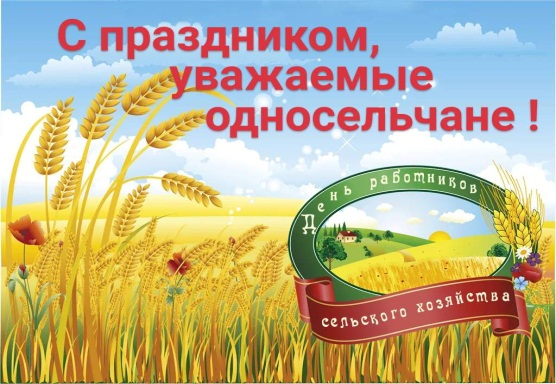 С праздником,
уважаемые
односельчане !
День работников
сельского хозяйства